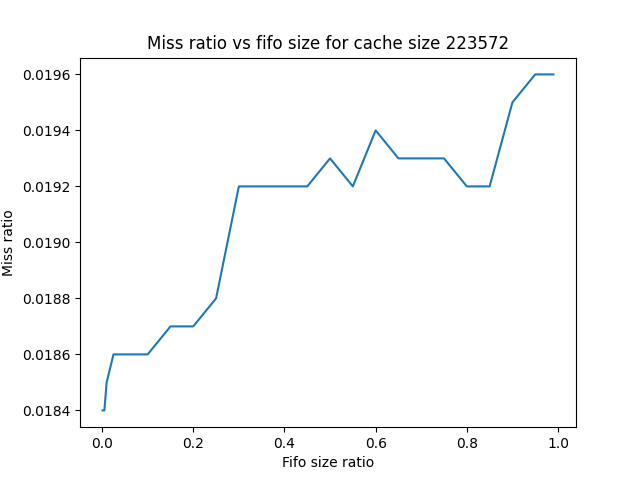 Miss ratio vs fifo size for cache size 223572
0.0196
0.0194
0.0192
0.0190
0.0188
0.0186
0.0184
Miss ratio
0.0 0.2 0.4 0.6 0.8 1.0
Fifo size ratio